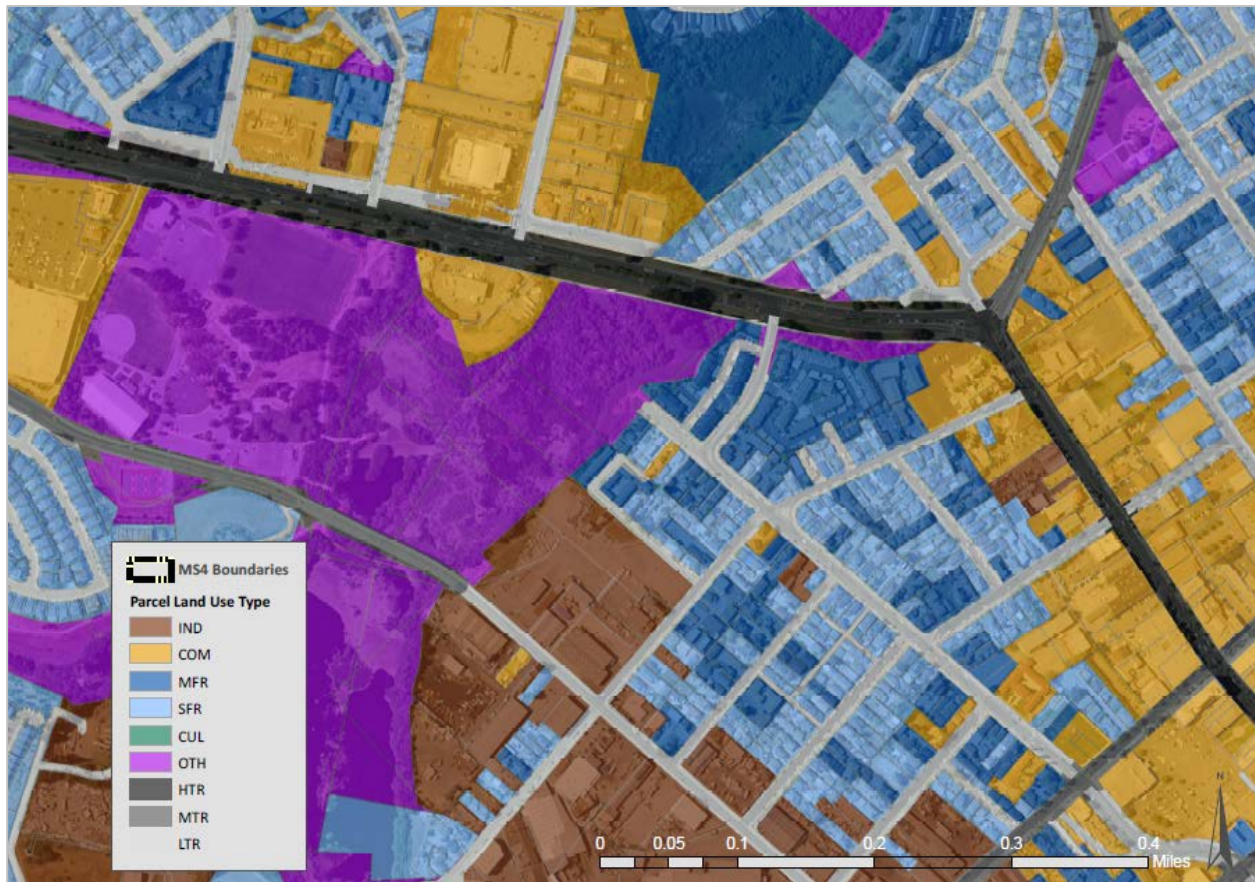 MS4 Boundaries
Parcel Land Use Type
IND
COM
MFR
SFR
CUL
OTH
HTR
MTR
LTR
N
0 0.05 0.1 0.2 0.3 0.4
Miles